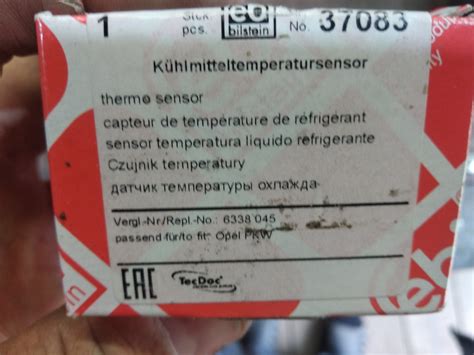 1 Stck. pcs. bilstein No. 37083
Kühlmitteltemperatursensor
thermo sensor
capteur de température de réfrigérant
sensor temperatura liquido refrigerante
Czujnik temperatury
датчик температуры охлажда-
Vergl-Nr/Repl.-No.: 6338 045
passend für/to fit: Opel PKW
EAC TecDoc